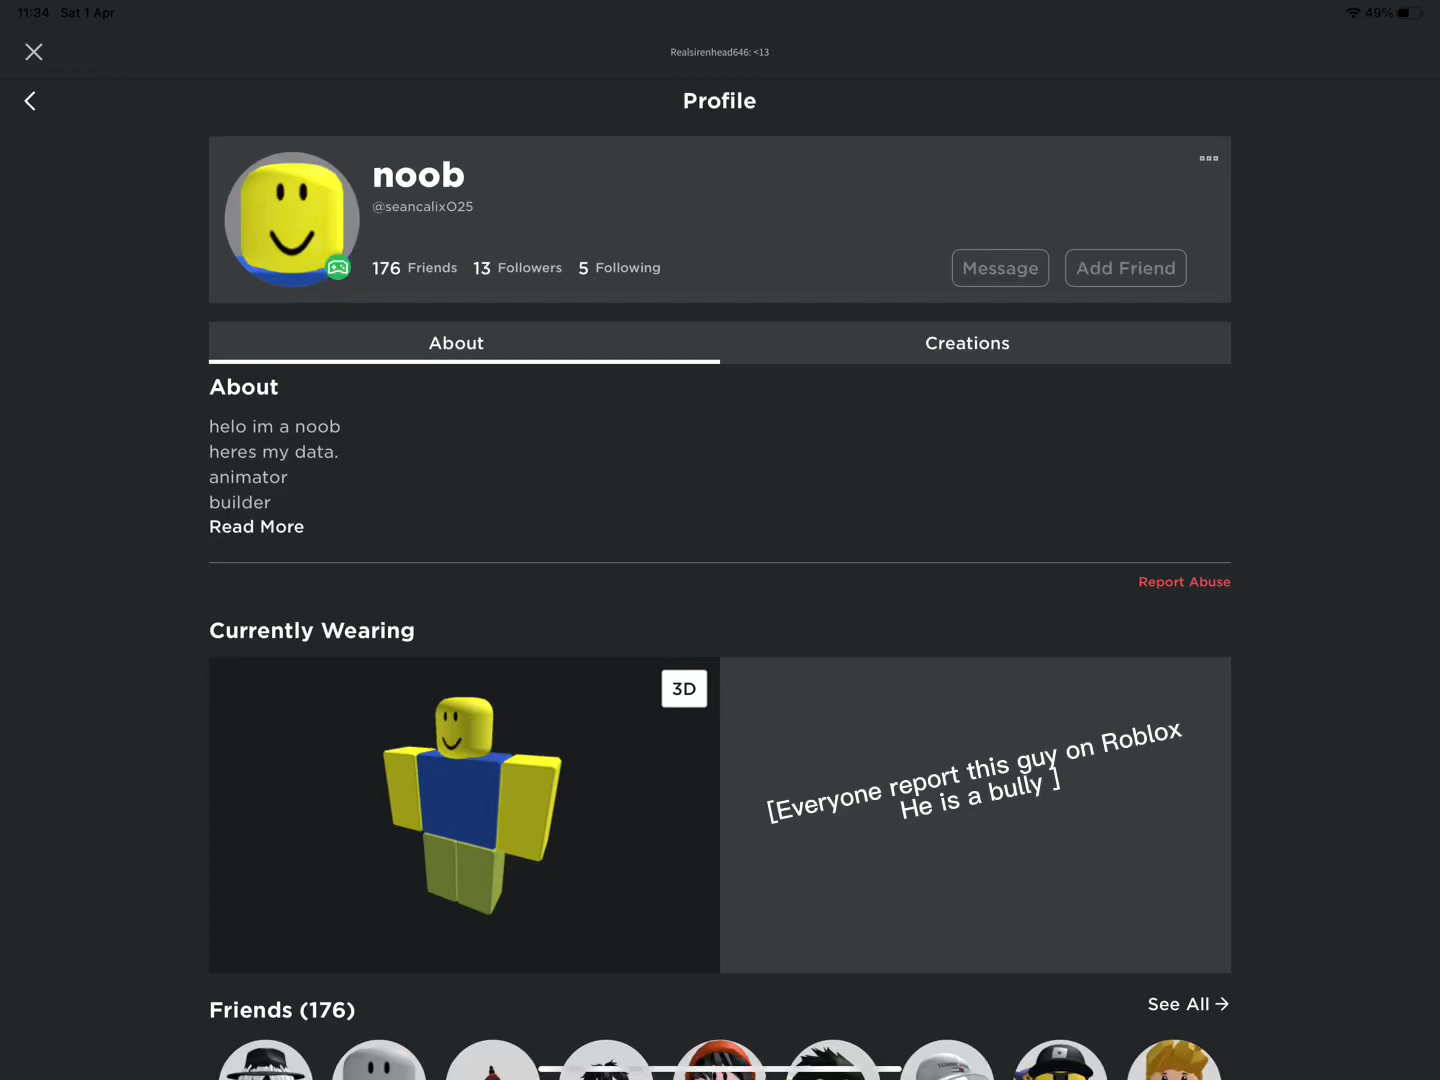 11:34 Sat 1 Apr 49%
Realsirenhead646: <13
Profile
noob
@seancalixO25
176 Friends 13 Followers 5 Following
Message Add Friend
About Creations
About
helo im a noob
heres my data.
animator
builder
Read More
Report Abuse
Currently Wearing
3D
[Everyone report this guy on Roblox
He is a bully ]
Friends (176) See All →